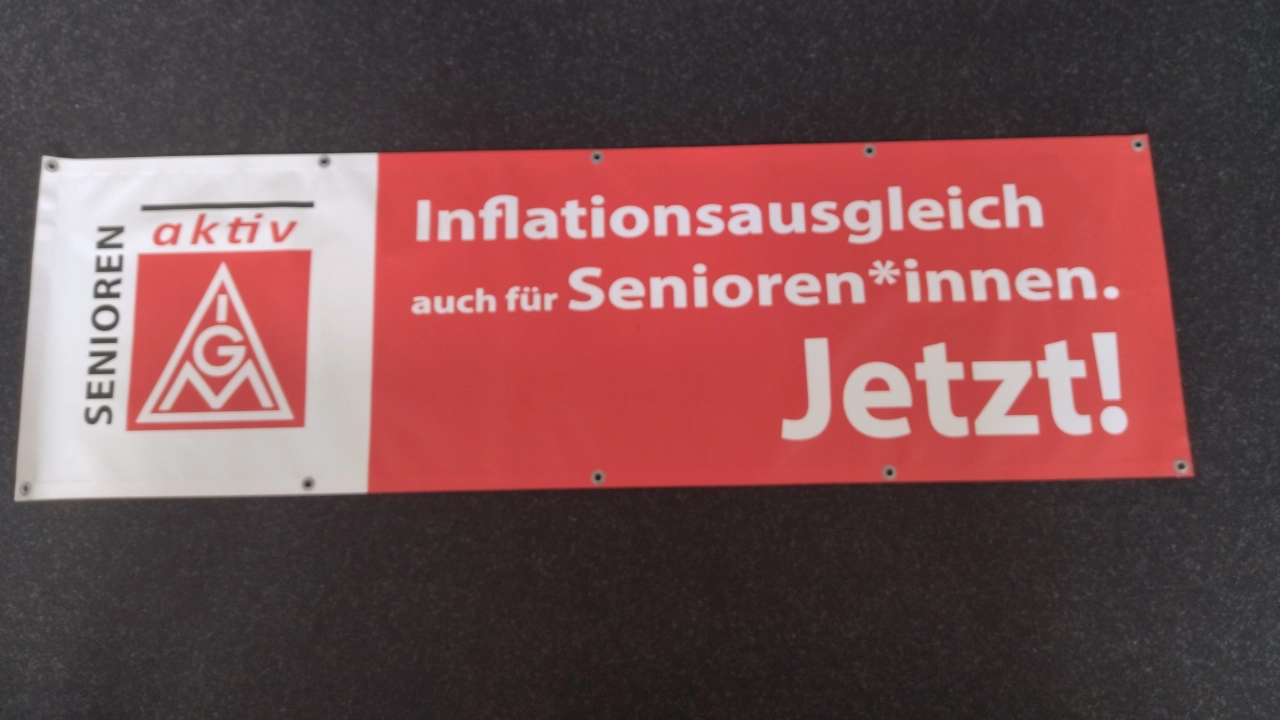 SENIOREN
aktiv
IGM
Inflationsausgleich
auch für Senioren*innen.
Jetzt!